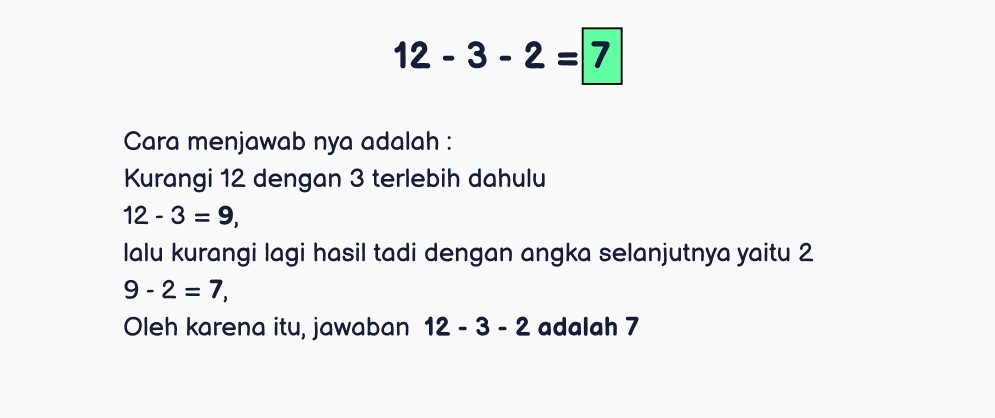 12 - 3 - 2 = 7
Cara menjawab nya adalah :
Kurangi 12 dengan 3 terlebih dahulu
12 - 3 = 9,
lalu kurangi lagi hasil tadi dengan angka selanjutnya yaitu 2
9 - 2 = 7,
Oleh karena itu, jawaban 12 - 3 - 2 adalah 7